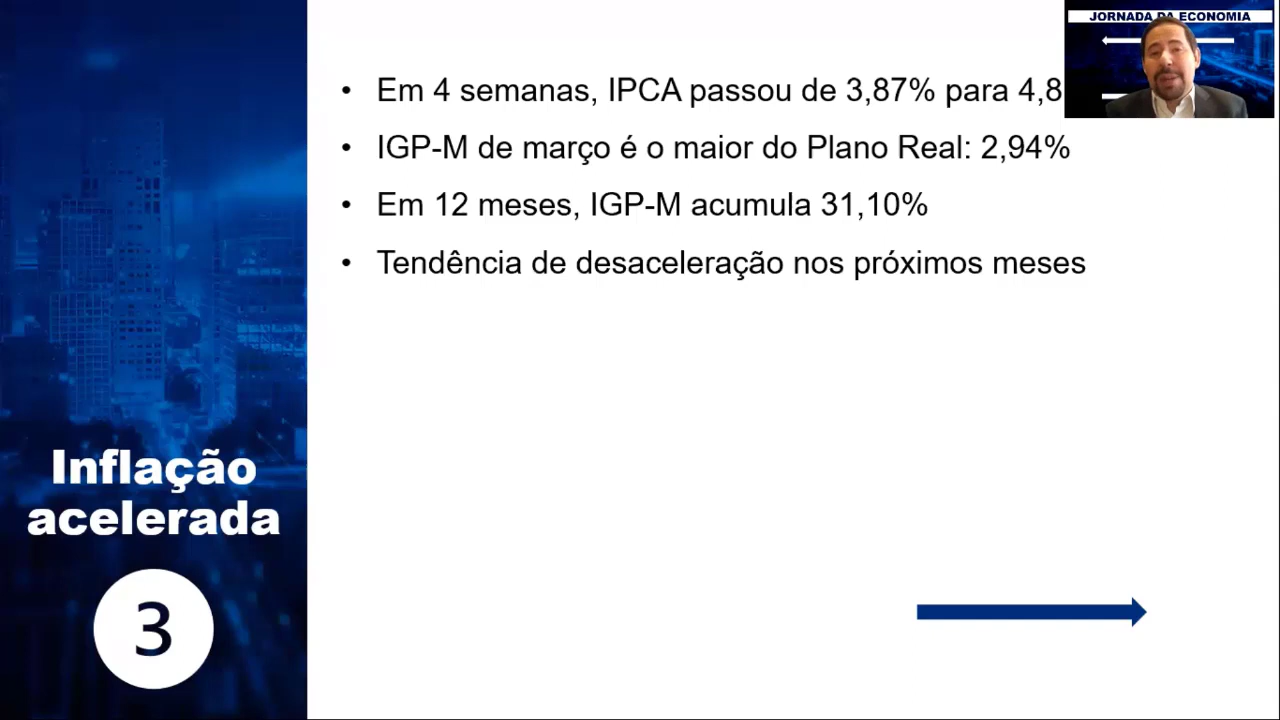 JORNADA DA ECONOMIA
• Em 4 semanas, IPCA passou de 3,87% para 4,8
• IGP-M de março é o maior do Plano Real: 2,94%
• Em 12 meses, IGP-M acumula 31,10%
• Tendência de desaceleração nos próximos meses
Inflação
acelerada
3